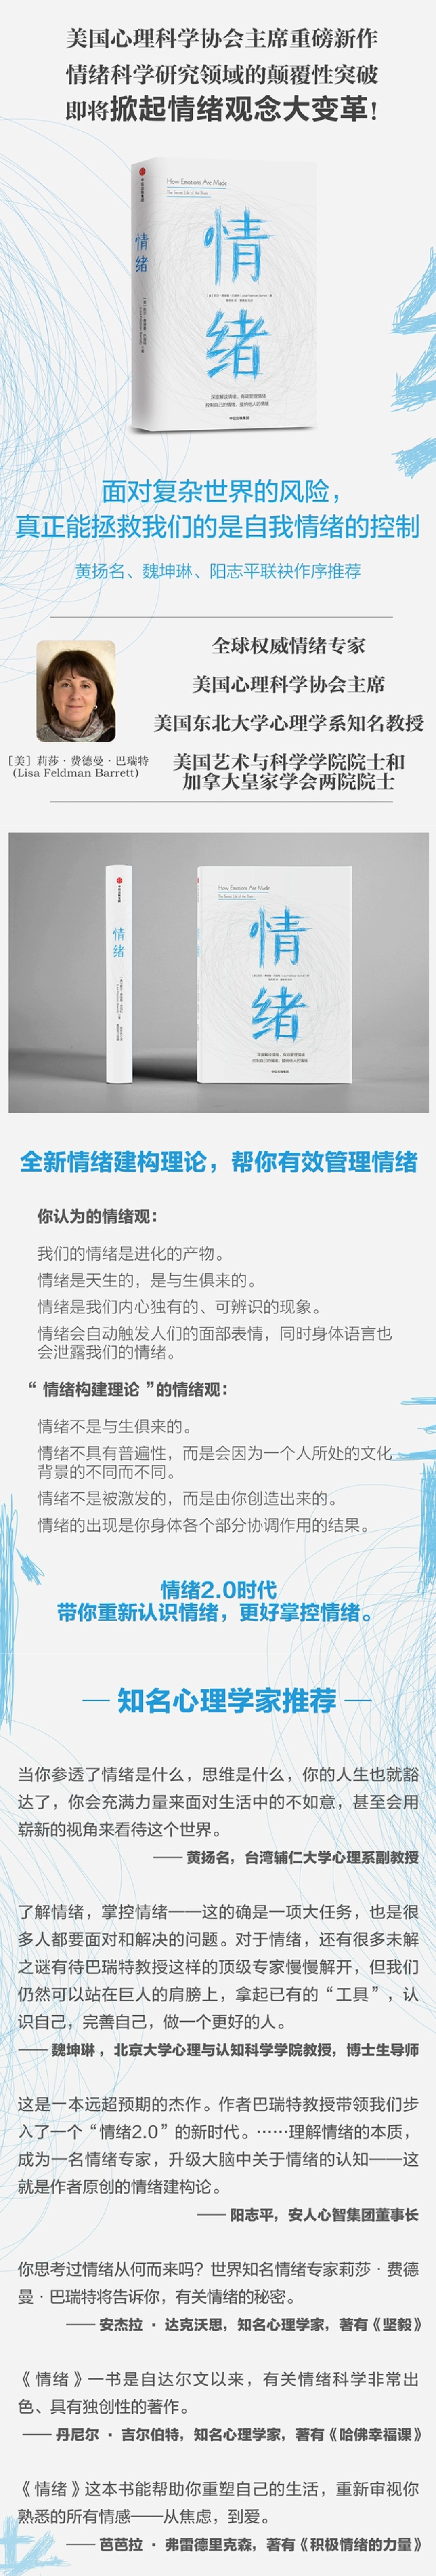 美国心理科学协会主席重磅新作
情绪科学研究领域的颠覆性突破
即将掀起情绪观念大变革!
How Emotions Are Made
The Secret Life of the Brain
情
绪
情绪
深度解读情绪，有效管理情绪
控制自己的情绪，接纳他人的情绪
中信出版集团
面对复杂世界的风险，
真正能拯救我们的是自我情绪的控制
黄扬名、魏坤琳、阳志平联袂作序推荐
全球权威情绪专家
美国心理科学协会主席
美国东北大学心理学系知名教授
美国艺术与科学学院院士和
加拿大皇家学会两院院士
[美] 莉莎·费德曼·巴瑞特
(Lisa Feldman Barrett)
情绪
How Emotions Are Made
The Secret Life of the Brain
情
绪
深度解读情绪，有效管理情绪
控制自己的情绪，接纳他人的情绪
中信出版集团
全新情绪建构理论，帮你有效管理情绪
你认为的情绪观：
我们的情绪是进化的产物。
情绪是天生的，是与生俱来的。
情绪是我们内心独有的、可辨识的现象。
情绪会自动触发人们的面部表情，同时身体语言也
会泄露我们的情绪。
“ 情绪构建理论 ”的情绪观：
情绪不是与生俱来的。
情绪不具有普遍性，而是会因为一个人所处的文化
背景的不同而不同。
情绪不是被激发的，而是由你创造出来的。
情绪的出现是你身体各个部分协调作用的结果。
情绪2.0时代
带你重新认识情绪，更好掌控情绪。
— 知名心理学家推荐 —
当你参透了情绪是什么，思维是什么，你的人生也就豁
达了，你会充满力量来面对生活中的不如意，甚至会用
崭新的视角来看待这个世界。
—— 黄扬名，台湾辅仁大学心理系副教授
了解情绪，掌控情绪——这的确是一项大任务，也是很
多人都要面对和解决的问题。对于情绪，还有很多未解
之谜有待巴瑞特教授这样的顶级专家慢慢解开，但我们
仍然可以站在巨人的肩膀上，拿起已有的“工具”，认
识自己，完善自己，做一个更好的人。
—— 魏坤琳 ，北京大学心理与认知科学学院教授，博士生导师
这是一本远超预期的杰作。作者巴瑞特教授带领我们步
入了一个“情绪2.0”的新时代。……理解情绪的本质，
成为一名情绪专家，升级大脑中关于情绪的认知——这
就是作者原创的情绪建构论。
—— 阳志平，安人心智集团董事长
你思考过情绪从何而来吗？世界知名情绪专家莉莎·费德
曼·巴瑞特将告诉你，有关情绪的秘密。
—— 安杰拉 · 达克沃思，知名心理学家，著有《坚毅》
《情绪》一书是自达尔文以来，有关情绪科学非常出
色、具有独创性的著作。
—— 丹尼尔 · 吉尔伯特，知名心理学家，著有《哈佛幸福课》
《情绪》这本书能帮助你重塑自己的生活，重新审视你
熟悉的所有情感——从焦虑，到爱。
—— 芭芭拉 · 弗雷德里克森，著有《积极情绪的力量》